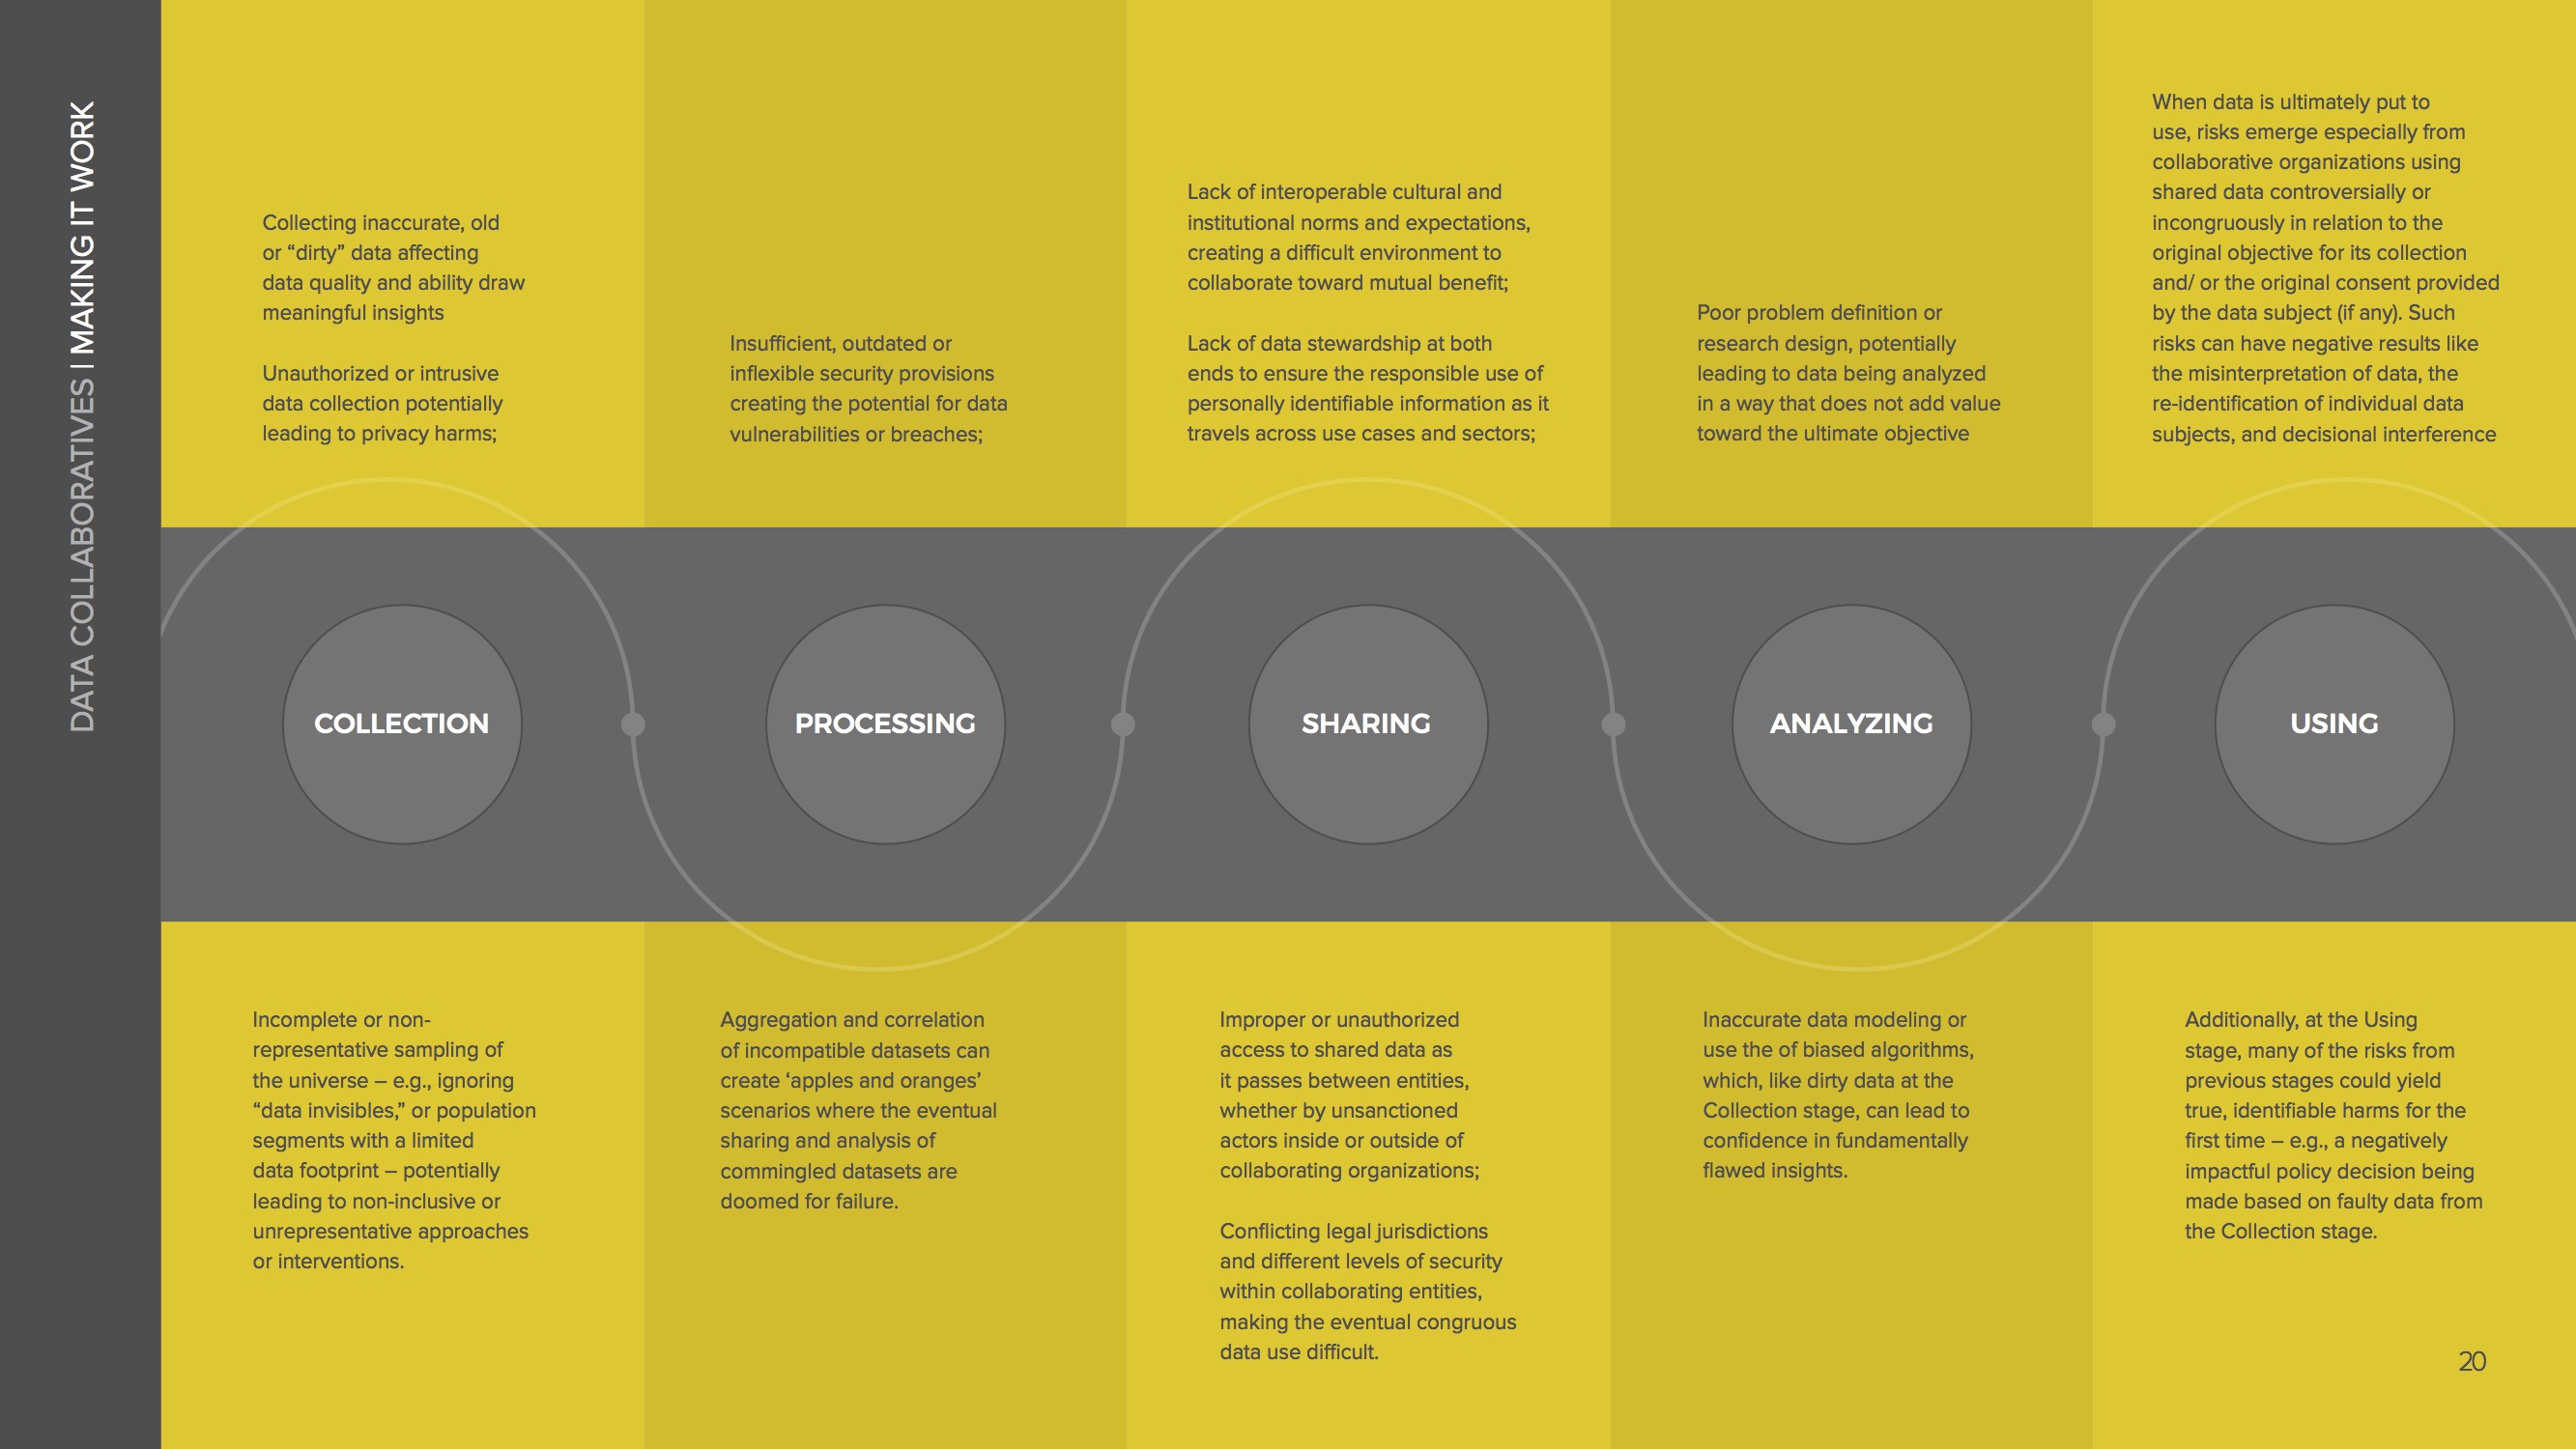 DATA COLLABORATIVES | MAKING IT WORK
Collecting inaccurate, old
or “dirty” data affecting
data quality and ability draw
meaningful insights
Unauthorized or intrusive
data collection potentially
leading to privacy harms;
Insufficient, outdated or
inflexible security provisions
creating the potential for data
vulnerabilities or breaches;
Lack of interoperable cultural and
institutional norms and expectations,
creating a difficult environment to
collaborate toward mutual benefit;
Lack of data stewardship at both
ends to ensure the responsible use of
personally identifiable information as it
travels across use cases and sectors;
Poor problem definition or
research design, potentially
leading to data being analyzed
in a way that does not add value
toward the ultimate objective
When data is ultimately put to
use, risks emerge especially from
collaborative organizations using
shared data controversially or
incongruously in relation to the
original objective for its collection
and/ or the original consent provided
by the data subject (if any). Such
risks can have negative results like
the misinterpretation of data, the
re-identification of individual data
subjects, and decisional interference
COLLECTION
PROCESSING
SHARING
ANALYZING
USING
Incomplete or non-
representative sampling of
the universe – e.g., ignoring
“data invisibles,” or population
segments with a limited
data footprint – potentially
leading to non-inclusive or
unrepresentative approaches
or interventions.
Aggregation and correlation
of incompatible datasets can
create ‘apples and oranges’
scenarios where the eventual
sharing and analysis of
commingled datasets are
doomed for failure.
Improper or unauthorized
access to shared data as
it passes between entities,
whether by unsanctioned
actors inside or outside of
collaborating organizations;
Conflicting legal jurisdictions
and different levels of security
within collaborating entities,
making the eventual congruous
data use difficult.
Inaccurate data modeling or
use the of biased algorithms,
which, like dirty data at the
Collection stage, can lead to
confidence in fundamentally
flawed insights.
Additionally, at the Using
stage, many of the risks from
previous stages could yield
true, identifiable harms for the
first time – e.g., a negatively
impactful policy decision being
made based on faulty data from
the Collection stage.
20